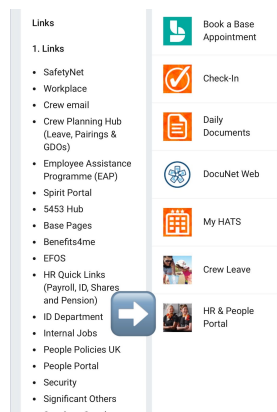 Links
1. Links
• SafetyNet
• Workplace
• Crew email
• Crew Planning Hub
(Leave, Pairings &
GDOs)
• Employee Assistance
Programme (EAP)
• Spirit Portal
• 5453 Hub
• Base Pages
• Benefits4me
• EFOS
• HR Quick Links
(Payroll, ID, Shares
and Pension)
• ID Department
• Internal Jobs
• People Policies UK
• People Portal
• Security
• Significant Others
Book a Base
Appointment
Check-In
Daily
Documents
DocuNet Web
My HATS
Crew Leave
HR & People
Portal